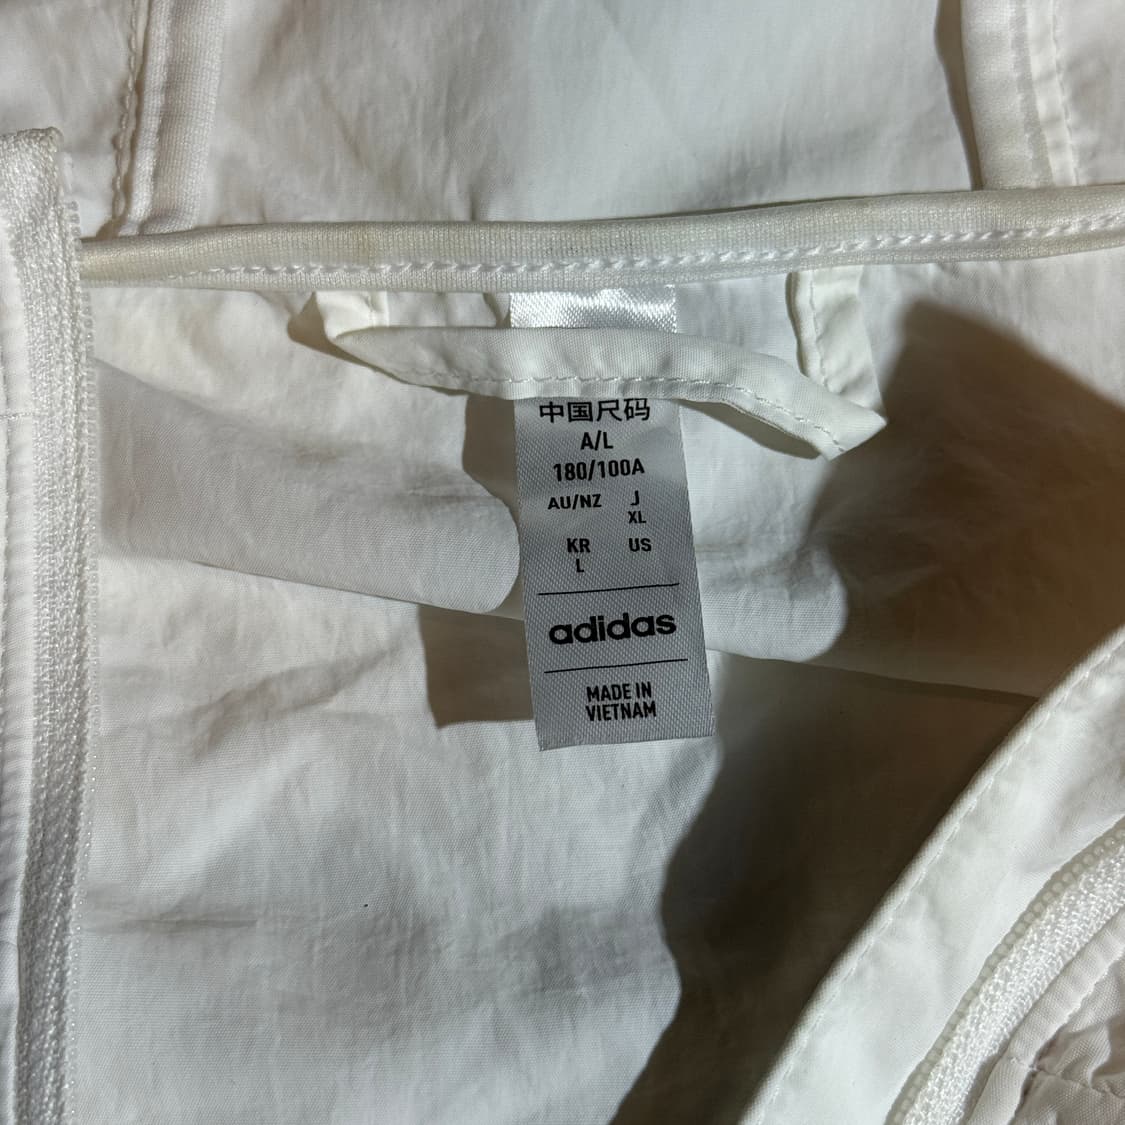 中国尺码
A/L
180/100A
AU/NZ J
XL
KR US
L
adidas
MADE IN
VIETNAM